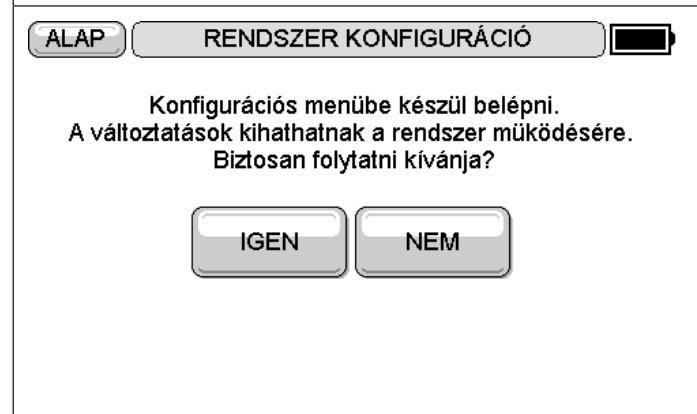 ALAP RENDSZER KONFIGURÁCIÓ
Konfigurációs menübe készül belépni.
A változtatások kihathatnak a rendszer müködésére.
Biztosan folytatni kívánja?
IGEN NEM